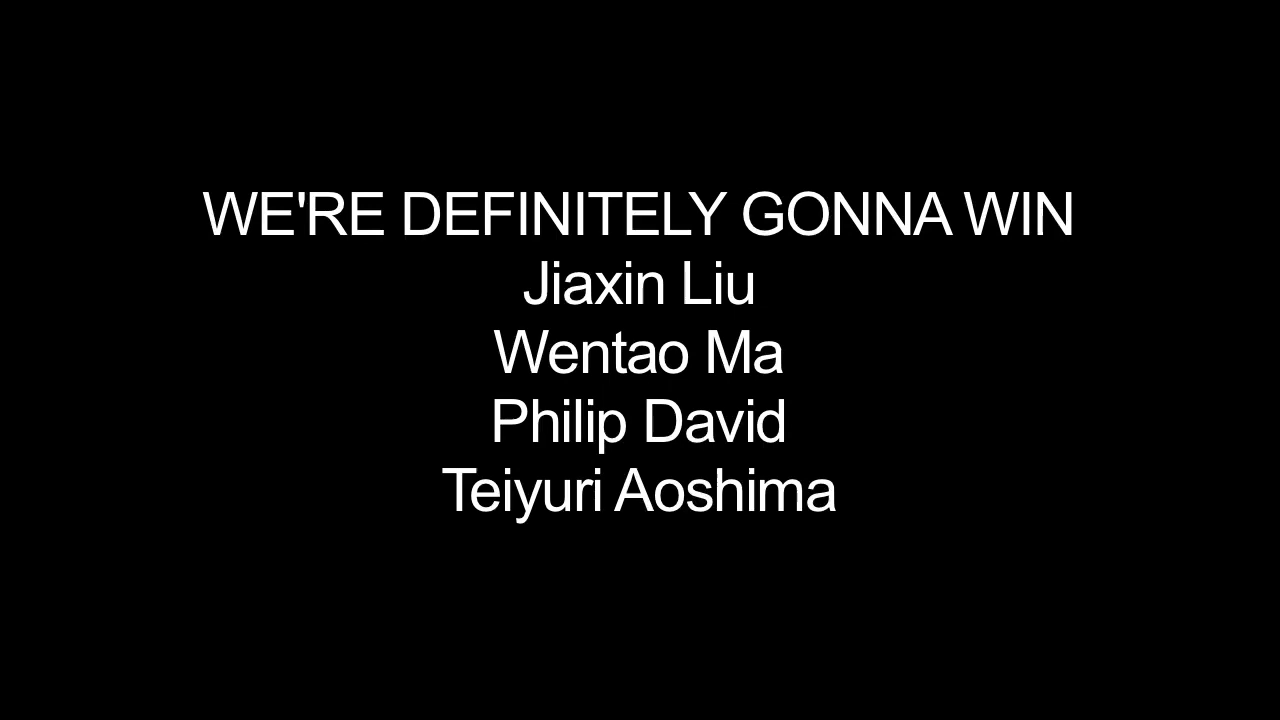 WE'RE DEFINITELY GONNA WIN
Jiaxin Liu
Wentao Ma
Philip David
Teiyuri Aoshima